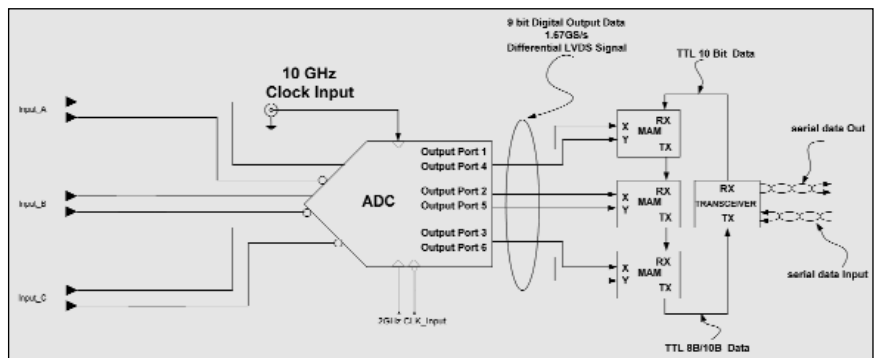 9 bit Digital Output Data
1.67GS/s
Differential LVDS Signal
TTL 10 Bit Data
10 GHz
Clock Input
Input_A
Input_B
Input_C
ADC
Output Port 1
Output Port 4
Output Port 2
Output Port 5
Output Port 3
Output Port 6
2GHz CLK_Input
X
Y
RX
MAM
TX
X
Y
RX
MAM
TX
X
Y
RX
MAM
TX
RX
TRANSCEIVER
TX
serial data Out
serial data Input
TTL 8B/10B Data